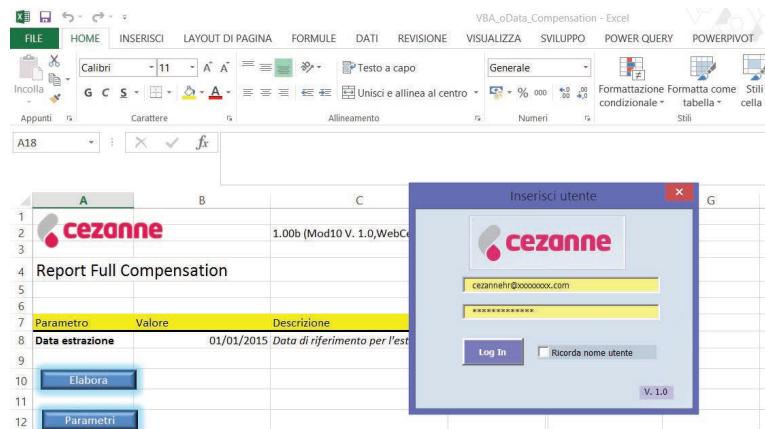 VBA_oData_Compensation - Excel
FILE HOME INSERISCI LAYOUT DI PAGINA FORMULE DATI REVISIONE VISUALIZZA SVILUPPO POWER QUERY POWERPIVOT
Incolla
Calibri 11 A A
G C S A
Testo a capo
Unisci e allinea al centro
Generale
% 000
Formattazione condizionale
Formatta come tabella
Stili cella
Appunti Carattere Allineamento Numeri Stili
A18 fx
A B C G
1
2 cezanne 1.00b (Mod10 V. 1.0,WebCe
3
4 Report Full Compensation
5
6
7 Parametro Valore Descrizione
8 Data estrazione 01/01/2015 Data di riferimento per l'est
9
10 Elabora
11
12 Parametri
Inserisci utente
cezanne
cezannehr@xxxxxxxx.com
*************
Log In Ricorda nome utente
V. 1.0